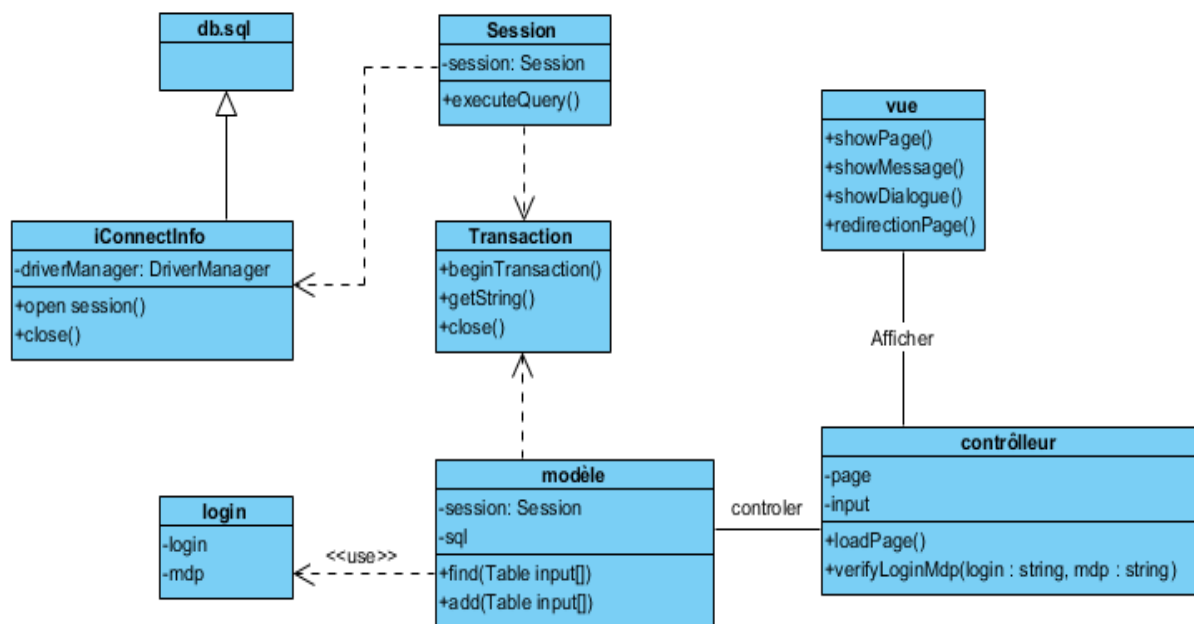 db.sql
Session
-session: Session
+executeQuery()
vue
+showPage()
+showMessage()
+showDialogue()
+redirectionPage()
iConnectInfo
-driverManager: DriverManager
+open session()
+close()
Transaction
+beginTransaction()
+getString()
+close()
Afficher
login
-login
-mdp
<<use>>
modèle
-session: Session
-sql
+find(Table input[])
+add(Table input[])
controler
contrôlleur
-page
-input
+loadPage()
+verifyLoginMdp(login : string, mdp : string)